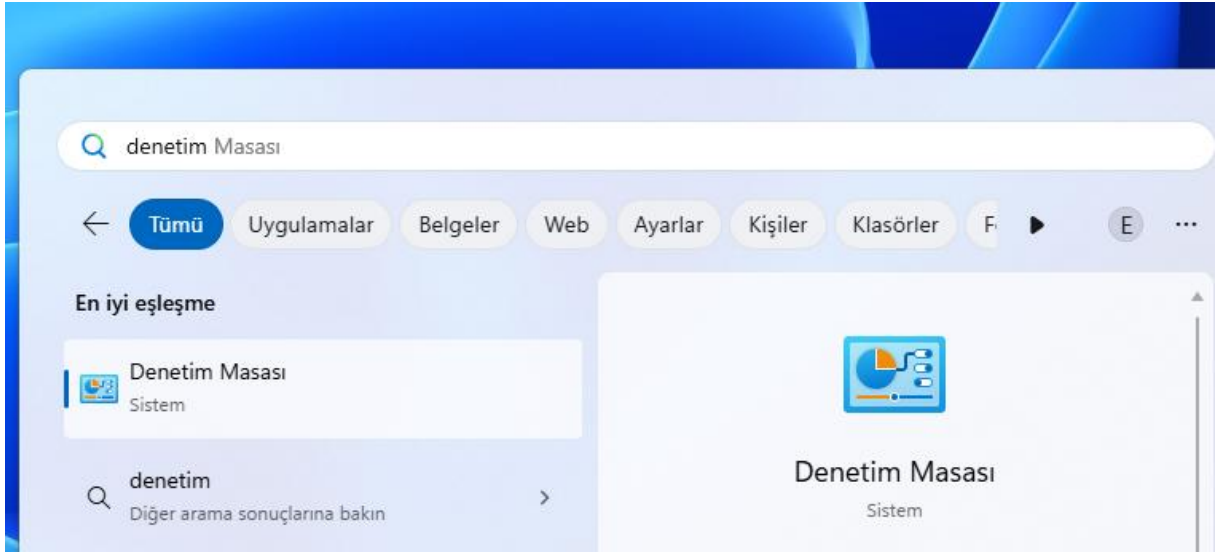 denetim Masası
Tümü Uygulamalar Belgeler Web Ayarlar Kişiler Klasörler E ...
En iyi eşleşme
Denetim Masası
Sistem
denetim
Diğer arama sonuçlarına bakın
Denetim Masası
Sistem